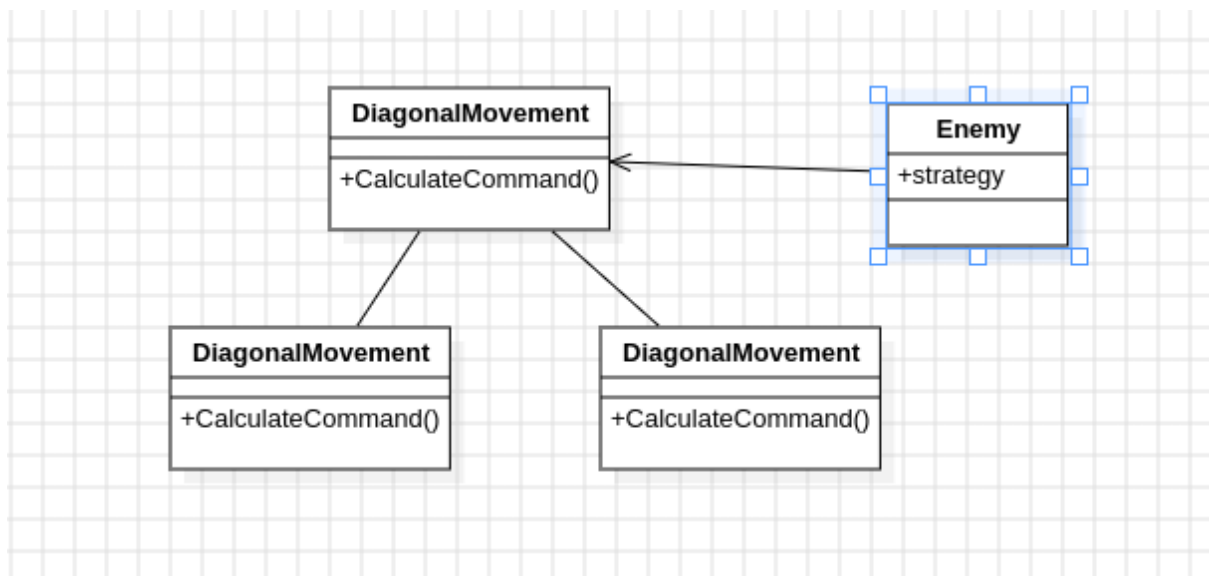 DiagonalMovement
+CalculateCommand()
Enemy
+strategy
DiagonalMovement
+CalculateCommand()
DiagonalMovement
+CalculateCommand()